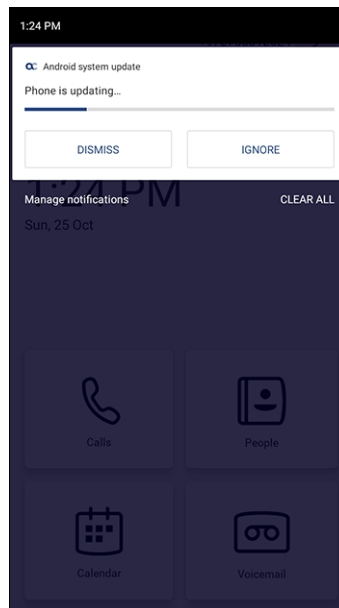 1:24 PM
Android system update
Phone is updating…
DISMISS IGNORE
1:24 PM
Manage notifications CLEAR ALL
Sun, 25 Oct
Calls People
Calendar Voicemail